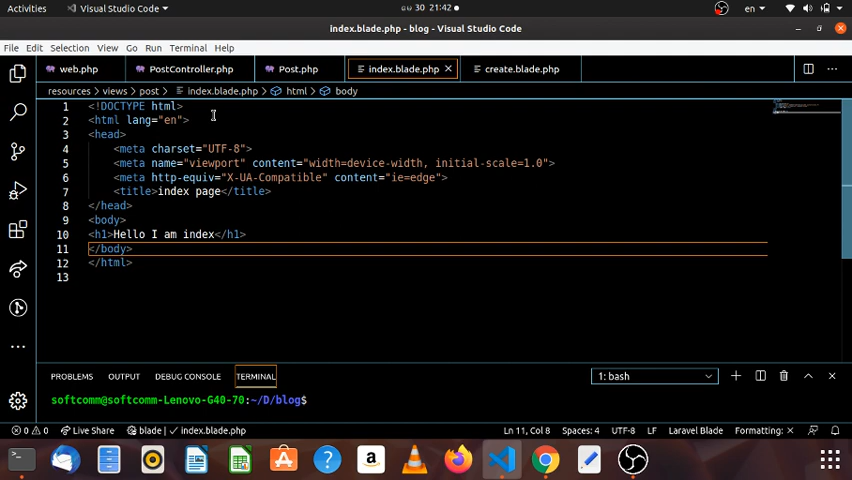 Activities
Visual Studio Code
30 21:42
en
index.blade.php - blog - Visual Studio Code
File Edit Selection View Go Run Terminal Help
web.php PostController.php Post.php index.blade.php create.blade.php
resources > views > post > index.blade.php > html > body
1 <!DOCTYPE html>
2 <html lang="en">
3 <head>
4 <meta charset="UTF-8">
5 <meta name="viewport" content="width=device-width, initial-scale=1.0">
6 <meta http-equiv="X-UA-Compatible" content="ie=edge">
7 <title>index page</title>
8 </head>
9 <body>
10 <h1>Hello I am index</h1>
11 </body>
12 </html>
13
PROBLEMS OUTPUT DEBUG CONSOLE TERMINAL
1: bash
softcomm@softcomm-Lenovo-G40-70:~/D/blog$
0 0 Live Share blade | index.blade.php Ln 11, Col 8 Spaces: 4 UTF-8 LF Laravel Blade Formatting: ×